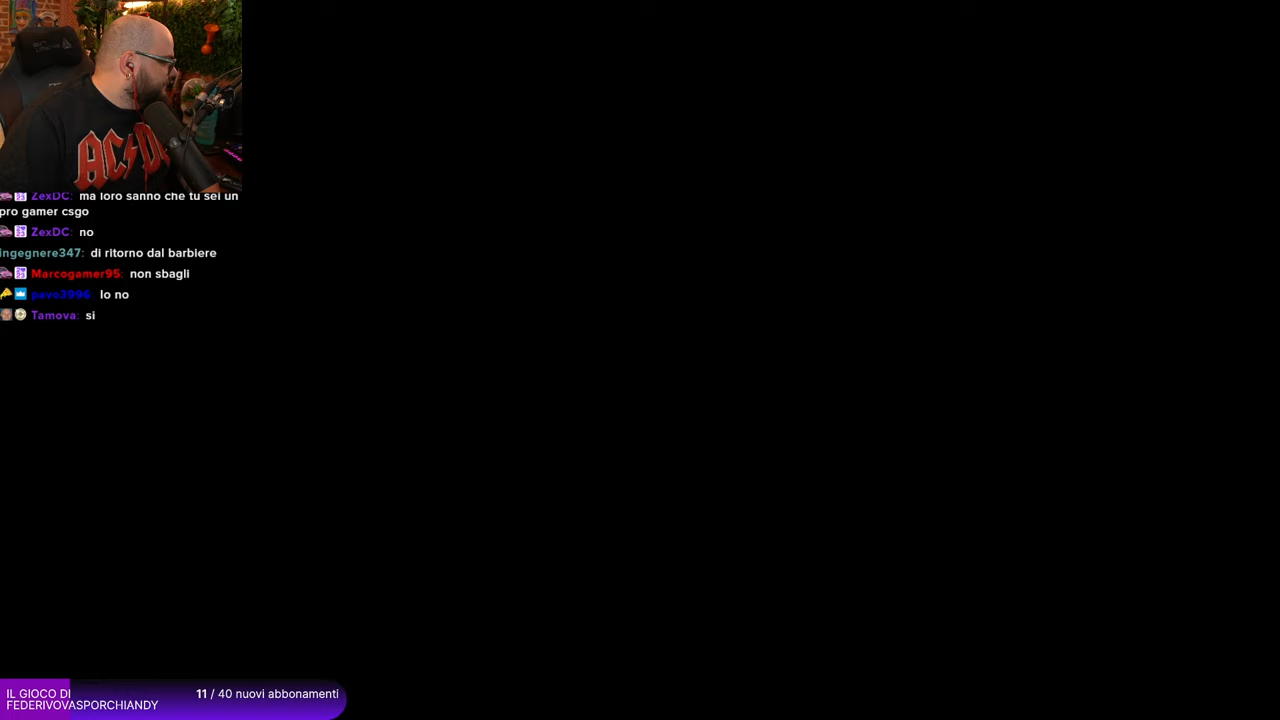 AC/DC
ZexDC: ma loro sanno che tu sei un
pro gamer csgo
ZexDC: no
ingegnere347: di ritorno dal barbiere
Marcogamer95: non sbagli
pave3996: Io no
Tamova: si
IL GIOCO DI
FEDERIVOVASPORCHIANDY
11 / 40 nuovi abbonamenti